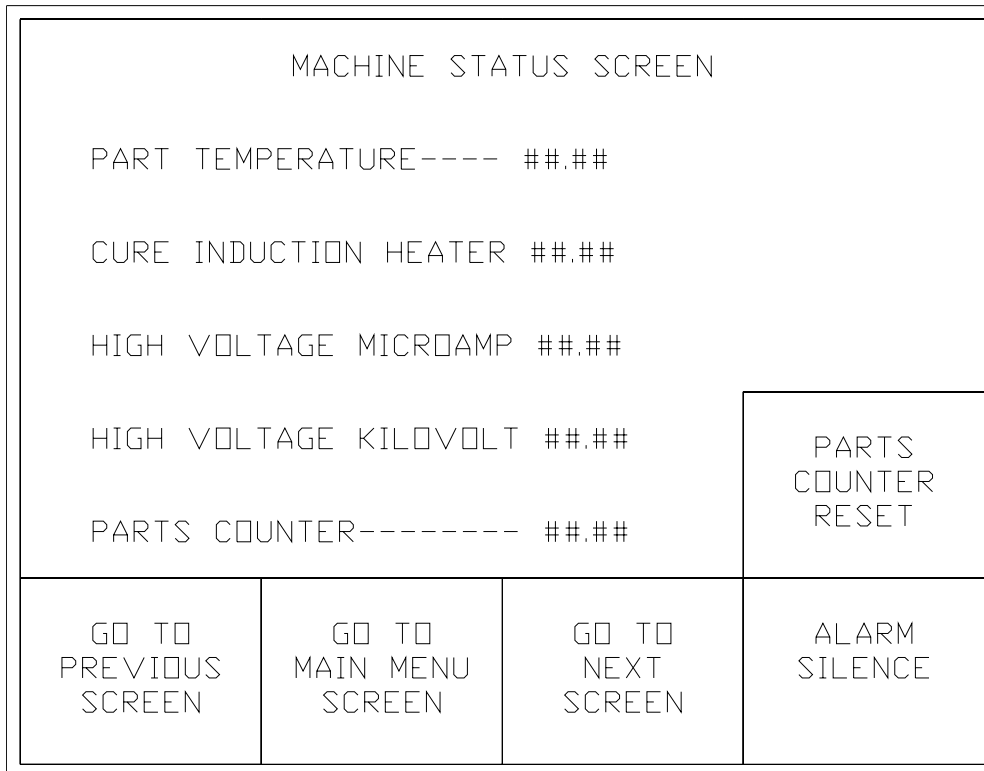 MACHINE STATUS SCREEN
PART TEMPERATURE---- ##.##
CURE INDUCTION HEATER ##.##
HIGH VOLTAGE MICROAMP ##.##
HIGH VOLTAGE KILOVOLT ##.##
PARTS COUNTER-------- ##.##
PARTS
COUNTER
RESET
GO TO
PREVIOUS
SCREEN
GO TO
MAIN MENU
SCREEN
GO TO
NEXT
SCREEN
ALARM
SILENCE